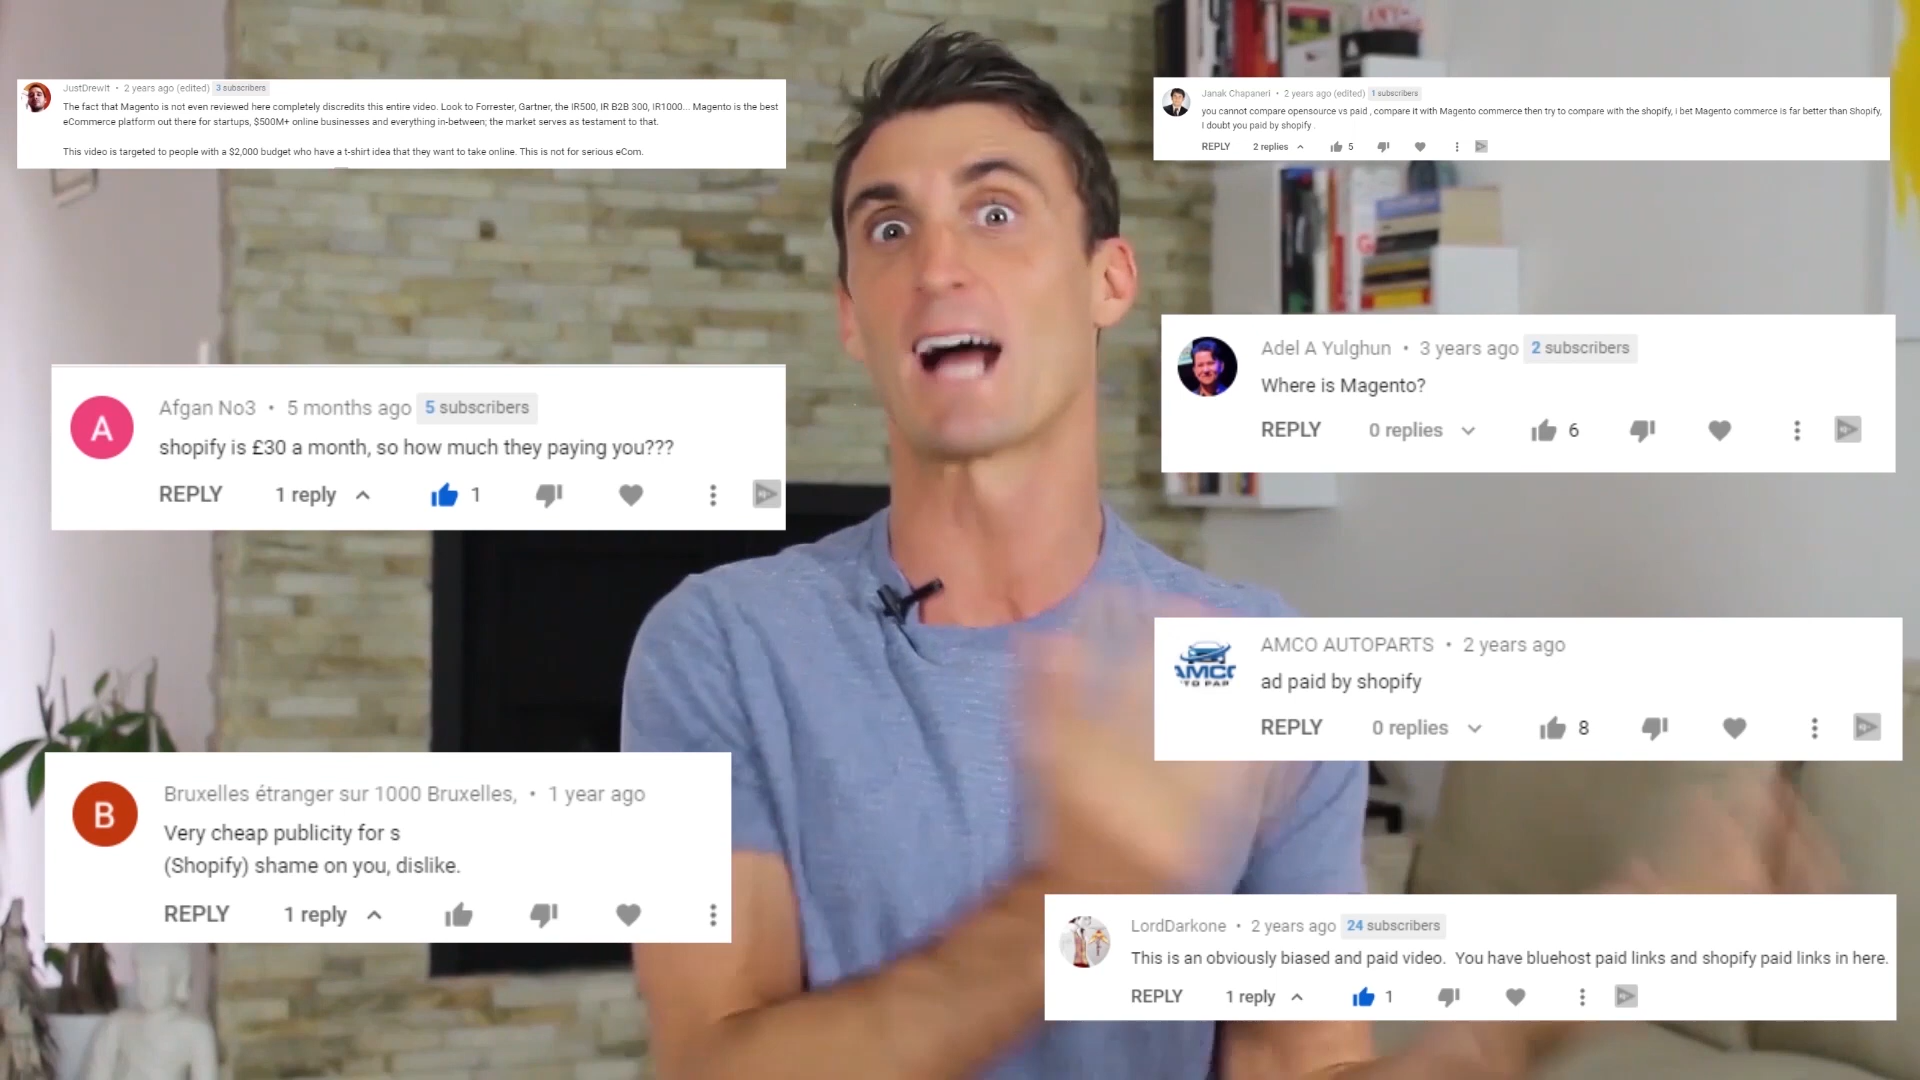 JustDrewIt • 2 years ago (edited) 3 subscribers
The fact that Magento is not even reviewed here completely discredits this entire video. Look to Forrester, Gartner, the IR500, IR B2B 300, IR1000... Magento is the best
eCommerce platform out there for startups, $500M+ online businesses and everything in-between; the market serves as testament to that.
This video is targeted to people with a $2,000 budget who have a t-shirt idea that they want to take online. This is not for serious eCom.
Janak Chapaneri • 2 years ago (edited) 1 subscribers
you cannot compare opensource vs paid , compare it with Magento commerce then try to compare with the shopify, i bet Magento commerce is far better than Shopify,
I doubt you paid by shopify .
REPLY 2 replies 5
A
Afgan No3 • 5 months ago 5 subscribers
shopify is £30 a month, so how much they paying you???
REPLY 1 reply 1
Adel A Yulghun • 3 years ago 2 subscribers
Where is Magento?
REPLY 0 replies 6
AMCO AUTOPARTS • 2 years ago
ad paid by shopify
REPLY 0 replies 8
B
Bruxelles étranger sur 1000 Bruxelles, • 1 year ago
Very cheap publicity for s
(Shopify) shame on you, dislike.
REPLY 1 reply
LordDarkone • 2 years ago 24 subscribers
This is an obviously biased and paid video. You have bluehost paid links and shopify paid links in here.
REPLY 1 reply 1